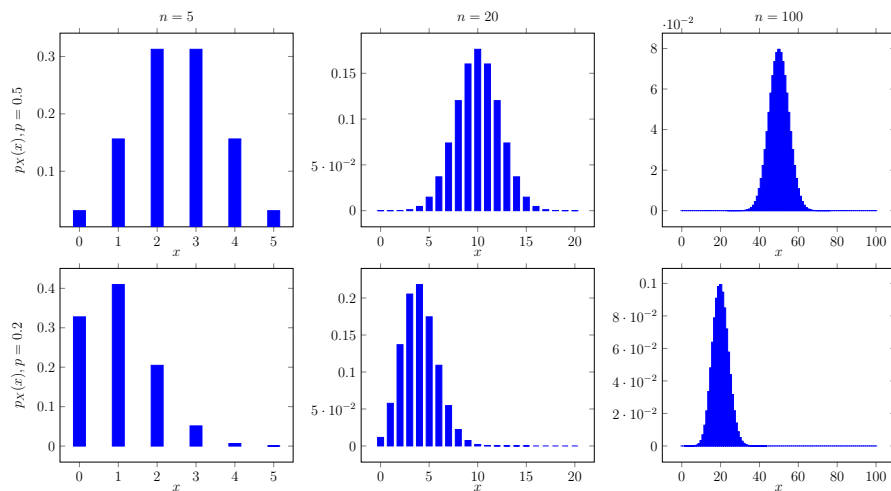 n = 5
n = 20
n = 100
p_X(x), p = 0.5
0.3
0.2
0.1
0 1 2 3 4 5
x
0.15
0.1
5 · 10⁻²
0
0 5 10 15 20
x
·10⁻²
8
6
4
2
0
0 20 40 60 80 100
x
p_X(x), p = 0.2
0.4
0.3
0.2
0.1
0
0 1 2 3 4 5
x
0.2
0.15
0.1
5 · 10⁻²
0
0 5 10 15 20
x
0.1
8 · 10⁻²
6 · 10⁻²
4 · 10⁻²
2 · 10⁻²
0
0 20 40 60 80 100
x